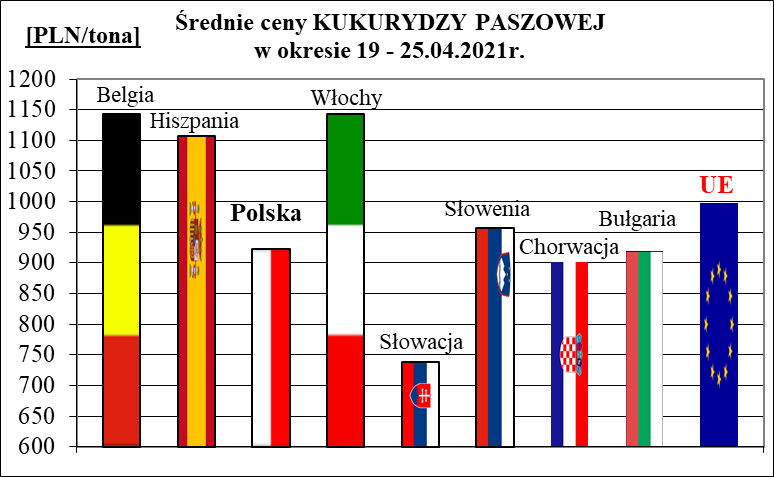 Średnie ceny KUKURYDZY PASZOWEJ
[PLN/tona]
w okresie 19 - 25.04.2021r.
1200
1150
1100
1050
1000
950
900
850
800
750
700
650
600
Belgia
Hiszpania
Polska
Włochy
Słowacja
Słowenia
Chorwacja
Bułgaria
UE